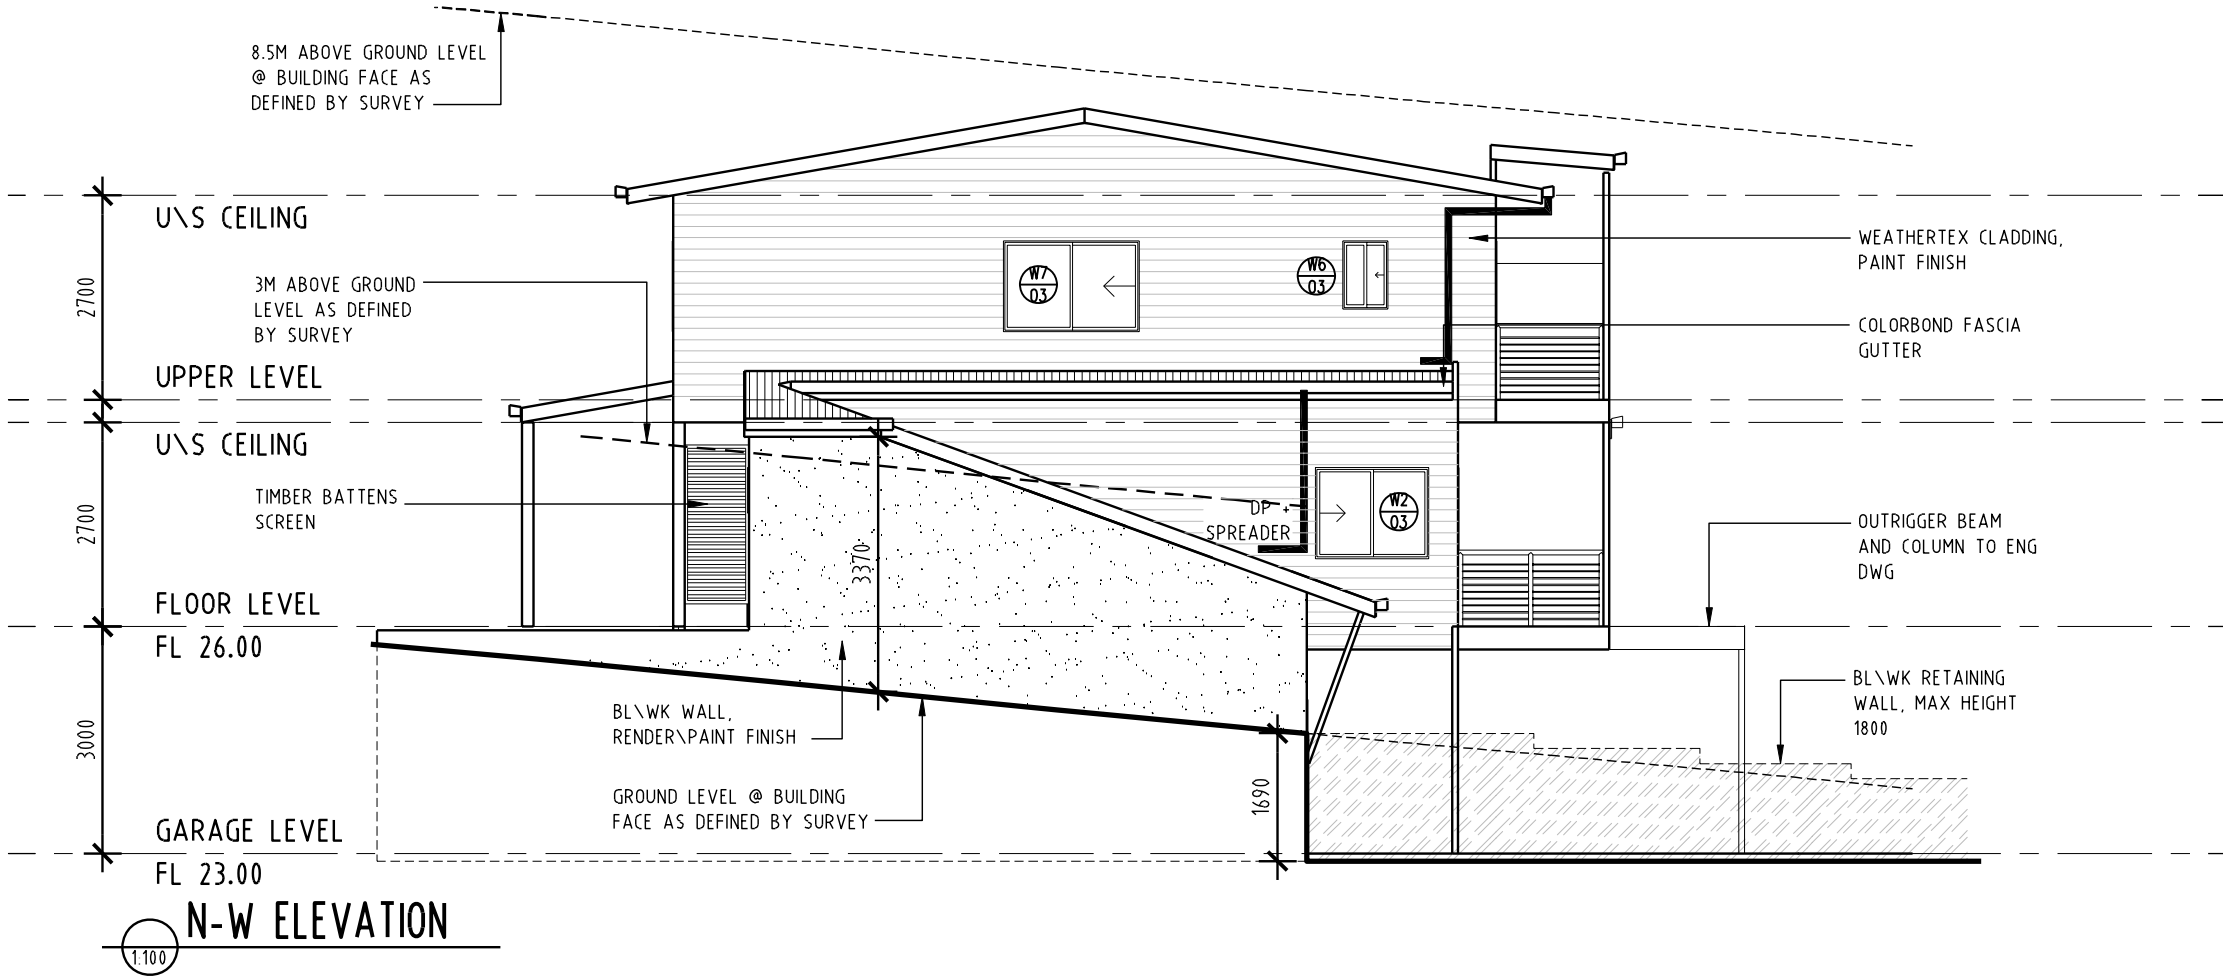 8.5M ABOVE GROUND LEVEL
@ BUILDING FACE AS
DEFINED BY SURVEY
U\S CEILING
2700
3M ABOVE GROUND
LEVEL AS DEFINED
BY SURVEY
W7
03
W6
03
WEATHERTEX CLADDING,
PAINT FINISH
COLORBOND FASCIA
GUTTER
UPPER LEVEL
U\S CEILING
2700
TIMBER BATTENS
SCREEN
3370
DP +
SPREADER
W2
03
OUTRIGGER BEAM
AND COLUMN TO ENG
DWG
FLOOR LEVEL
FL 26.00
3000
BL\WK WALL,
RENDER\PAINT FINISH
BL\WK RETAINING
WALL, MAX HEIGHT
1800
GROUND LEVEL @ BUILDING
FACE AS DEFINED BY SURVEY
1690
GARAGE LEVEL
FL 23.00
N-W ELEVATION
1:100